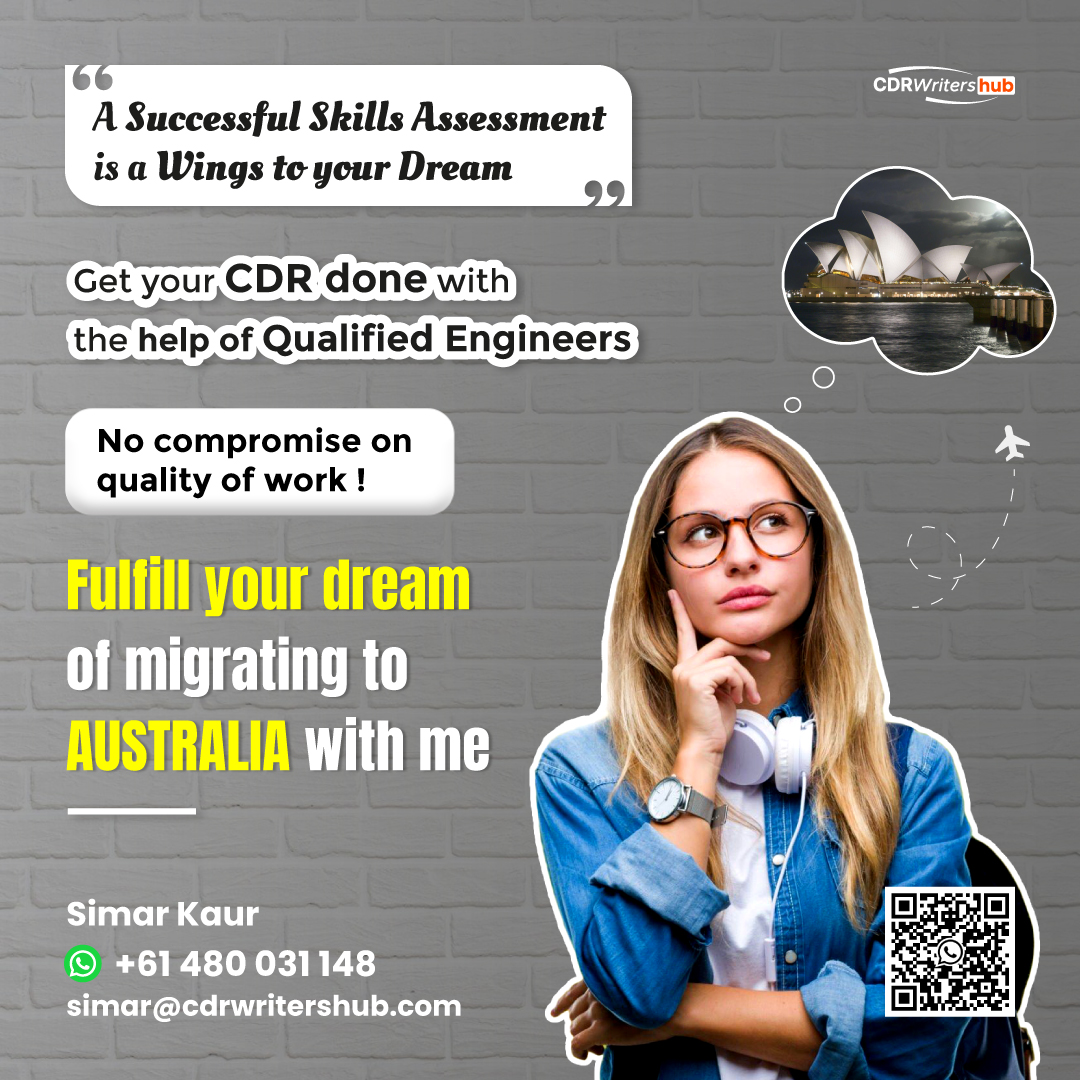 CDRWritershub
“A Successful Skills Assessment
is a Wings to your Dream”
Get your CDR done with
the help of Qualified Engineers
No compromise on
quality of work !
Fulfill your dream
of migrating to
AUSTRALIA with me
Simar Kaur
+61 480 031 148
simar@cdrwritershub.com